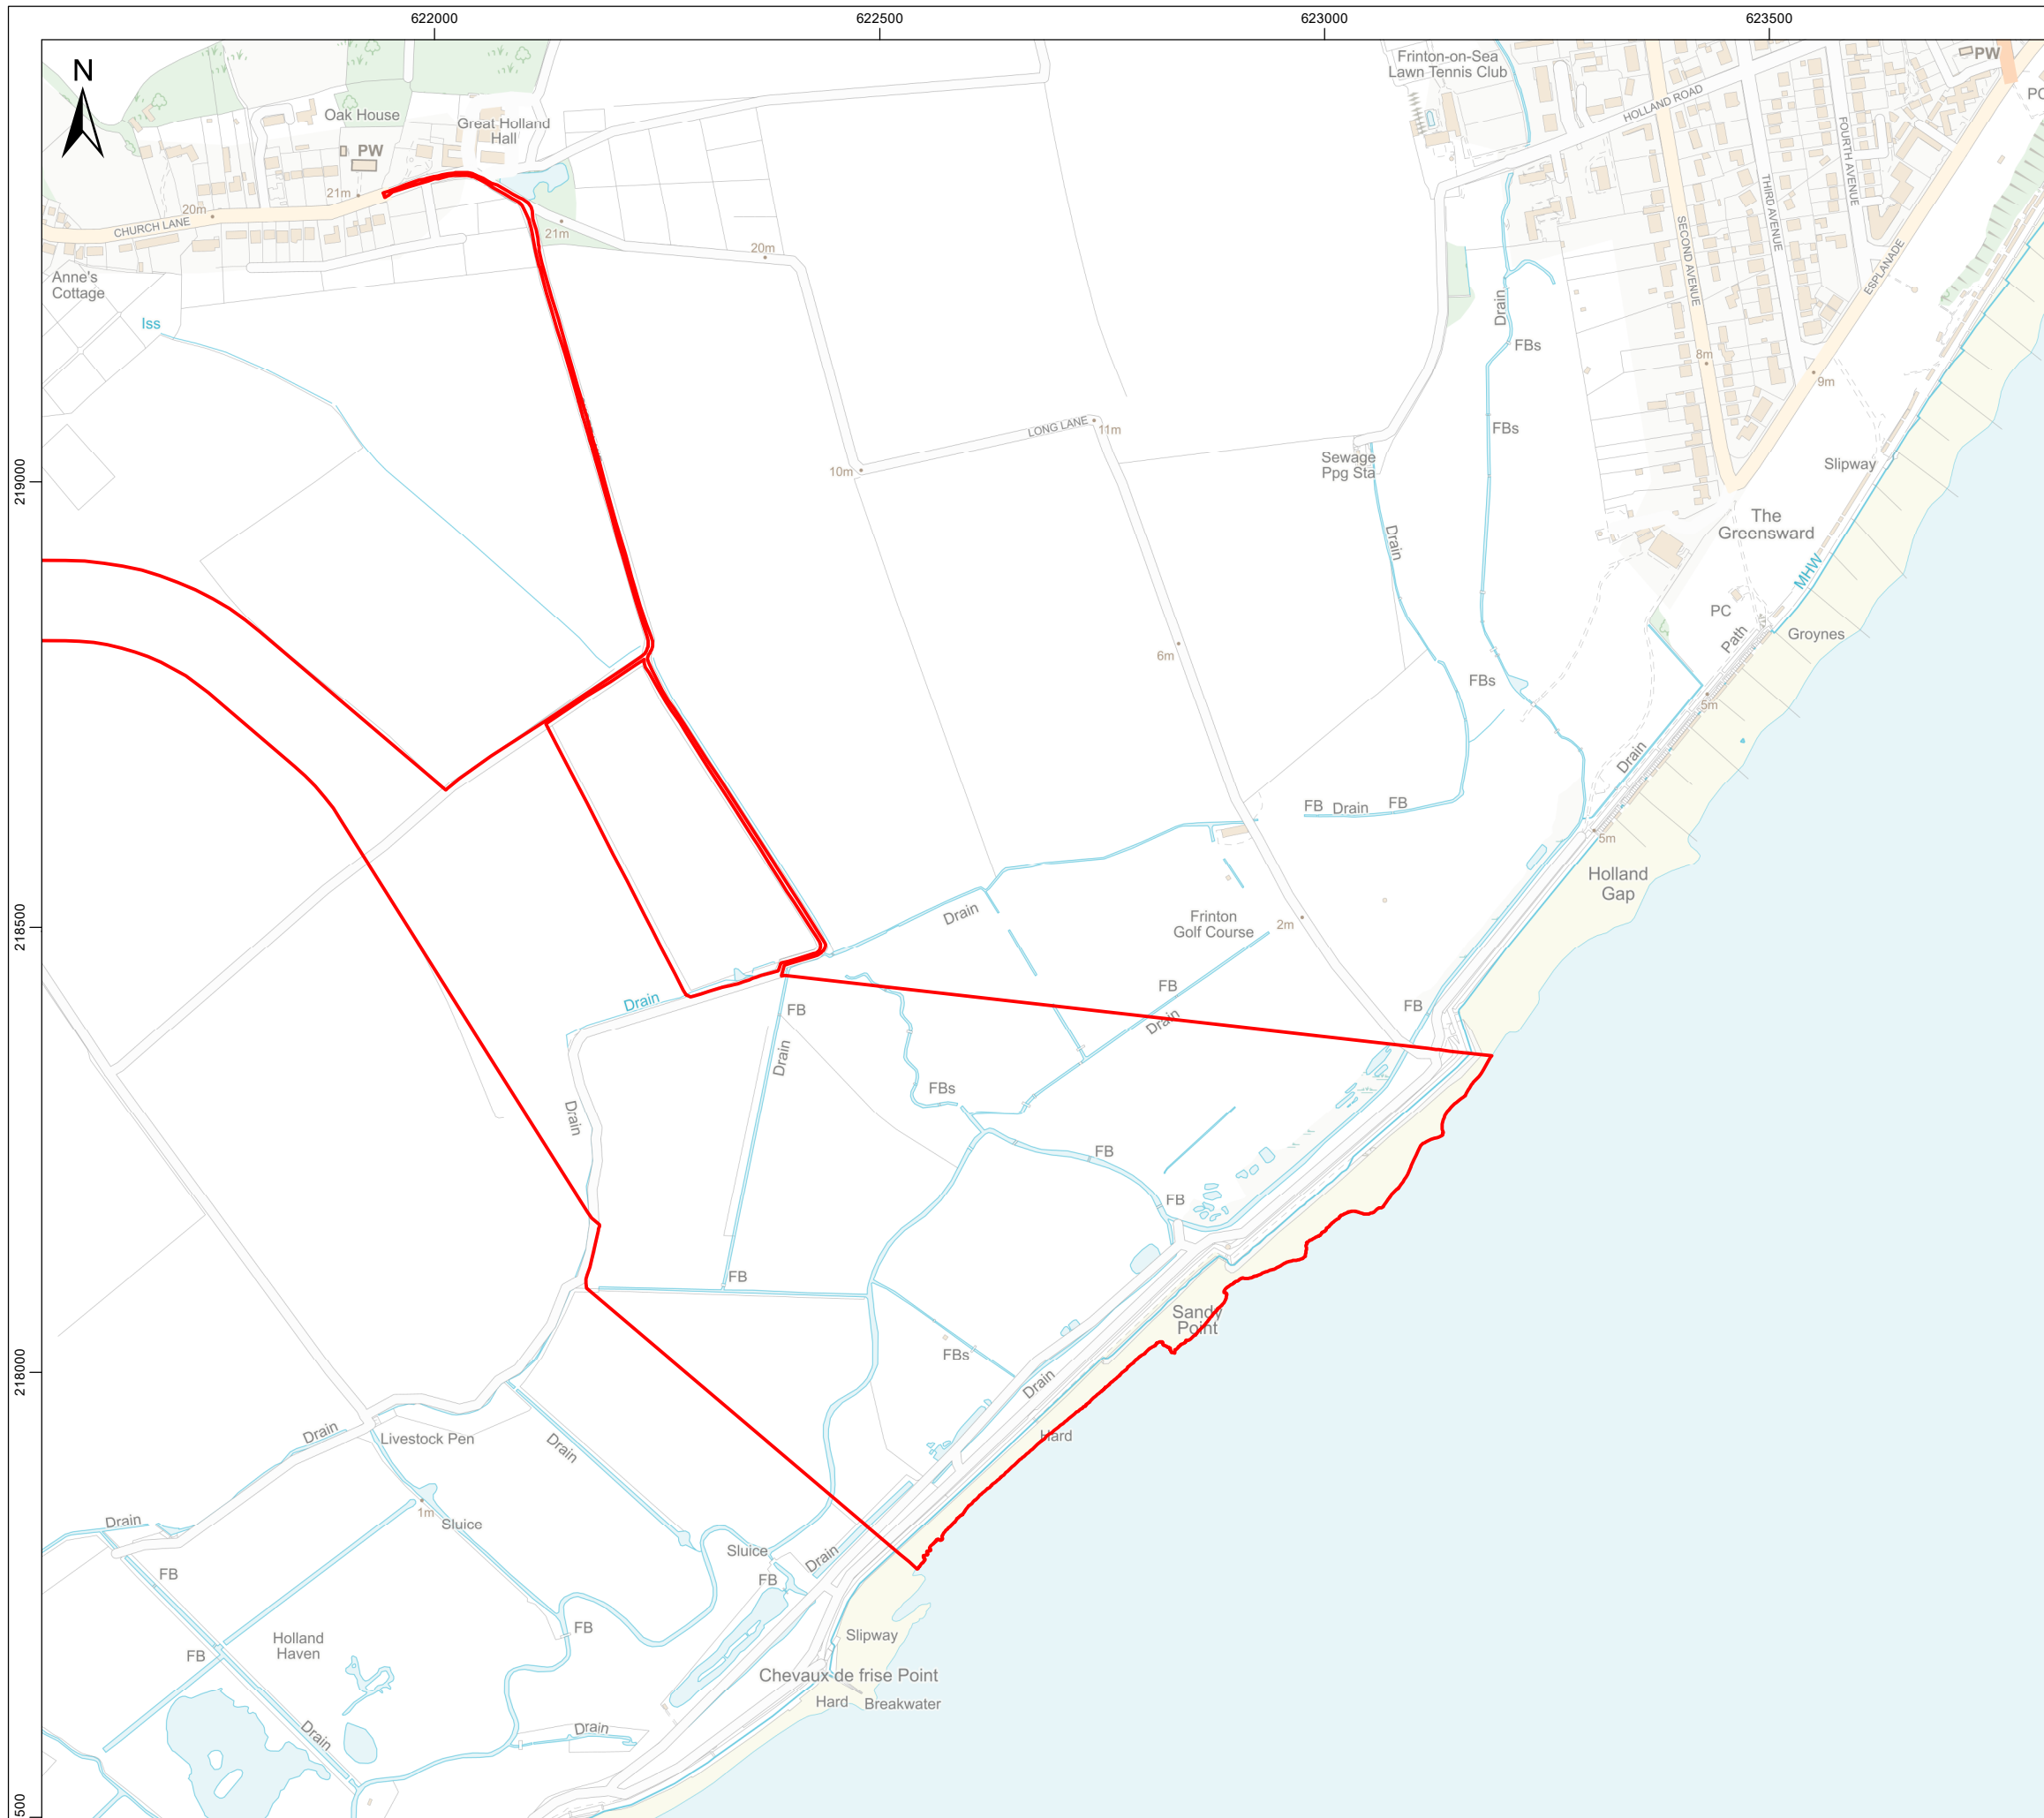 622000
622500
623000
623500
N
Frinton-on-Sea
Lawn Tennis Club
PW
PC
HOLLAND ROAD
Oak House
Great Holland
Hall
PW
FOURTH AVENUE
THIRD AVENUE
21m
20m
CHURCH LANE
21m
20m
SECOND AVENUE
ESPLANADE
Anne's
Cottage
Iss
Drain
FBs
8m
9m
LONG LANE
11m
FBs
10m
Sewage
Ppg Sta
Slipway
219000
The
Greensward
Drain
MHW
PC
Path
Groynes
6m
FBs
5m
Drain
FB
Drain
FB
5m
Holland
Gap
218500
Drain
Frinton
Golf Course
2m
FB
Drain
FB
Drain
FB
Drain
FBs
Drain
FB
FB
FB
Sandy
Point
FBs
218000
Drain
Drain
Livestock Pen
Drain
Hard
1m
Sluice
Drain
Sluice
Drain
FB
FB
FB
Holland
Haven
FB
Slipway
Chevaux de frise Point
Hard
Breakwater
Drain
Drain
500